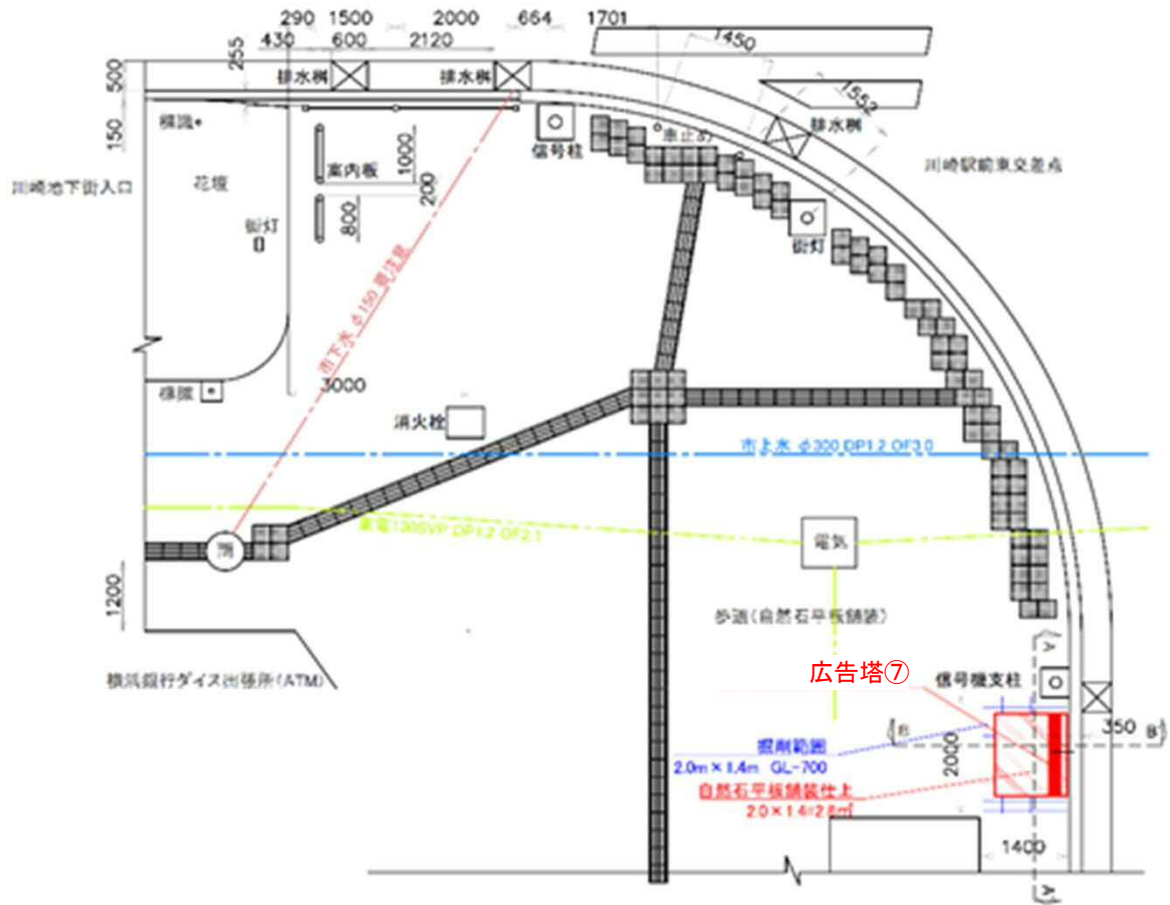 290 1500 2000 664 1701
430 600 2120
1450
255
500
排水桝
排水桝
1552
150
標識
排水桝
車止め
信号柱
川崎駅前東交差点
川崎地下街入口
花壇
案内板
1000
200
街灯
800
街灯
市下水 φ150 要注意
3000
標識
消火栓
市上水 φ300 DP1.2 OF3.0
東電130SVP DP1.2 OF2.1
電気
1200
歩道(自然石平板舗装)
A
横浜銀行ダイス出張所(ATM)
広告塔⑦
信号機支柱
350
B
B'
掘削範囲
2.0m×1.4m GL-700
2000
自然石平板舗装仕上
2.0×1.4=2.8㎡
1400
A'